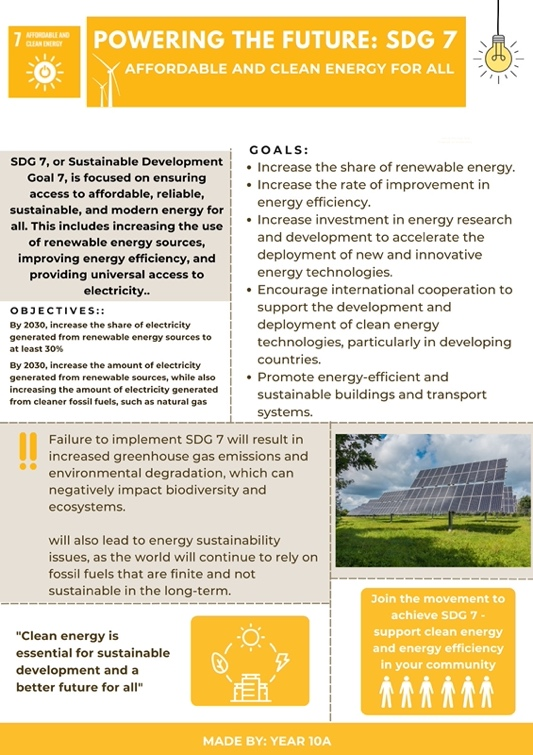 7 AFFORDABLE AND
CLEAN ENERGY
POWERING THE FUTURE: SDG 7
AFFORDABLE AND CLEAN ENERGY FOR ALL
SDG 7, or Sustainable Development
Goal 7, is focused on ensuring
access to affordable, reliable,
sustainable, and modern energy for
all. This includes increasing the use
of renewable energy sources,
improving energy efficiency, and
providing universal access to
electricity..
OBJECTIVES::
By 2030, increase the share of electricity
generated from renewable energy sources to
at least 30%
By 2030, increase the amount of electricity
generated from renewable sources, while also
increasing the amount of electricity generated
from cleaner fossil fuels, such as natural gas
GOALS:
• Increase the share of renewable energy.
• Increase the rate of improvement in
energy efficiency.
• Increase investment in energy research
and development to accelerate the
deployment of new and innovative
energy technologies.
• Encourage international cooperation to
support the development and
deployment of clean energy
technologies, particularly in developing
countries.
• Promote energy-efficient and
sustainable buildings and transport
systems.
!! Failure to implement SDG 7 will result in
increased greenhouse gas emissions and
environmental degradation, which can
negatively impact biodiversity and
ecosystems.
will also lead to energy sustainability
issues, as the world will continue to rely on
fossil fuels that are finite and not
sustainable in the long-term.
"Clean energy is
essential for sustainable
development and a
better future for all"
Join the movement to
achieve SDG 7 -
support clean energy
and energy efficiency
in your community
MADE BY: YEAR 10A